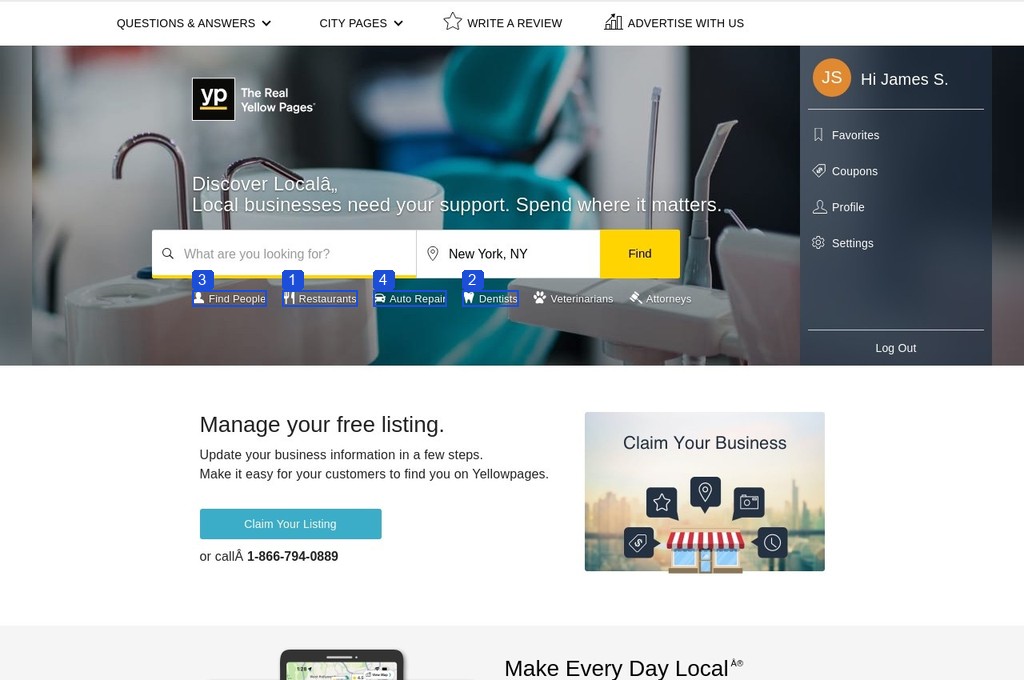 QUESTIONS & ANSWERS
CITY PAGES
WRITE A REVIEW
ADVERTISE WITH US
yp The Real
Yellow Pages
JS Hi James S.
Favorites
Coupons
Profile
Settings
Log Out
Discover Localâ„
Local businesses need your support. Spend where it matters.
What are you looking for?
New York, NY
Find
3 1 4 2
Find People Restaurants Auto Repair Dentists Veterinarians Attorneys
Manage your free listing.
Update your business information in a few steps.
Make it easy for your customers to find you on Yellowpages.
Claim Your Listing
or callÂ 1-866-794-0889
Claim Your Business
Make Every Day LocalÂ®